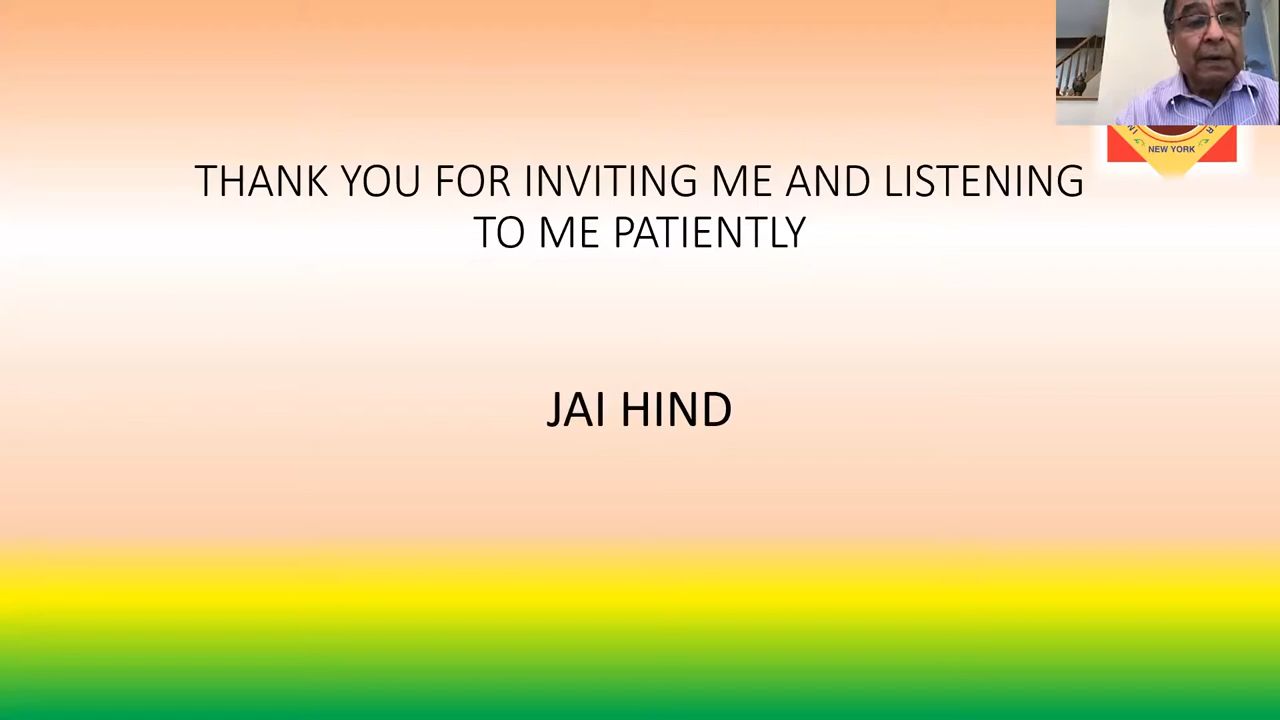 NEW YORK
THANK YOU FOR INVITING ME AND LISTENING
TO ME PATIENTLY
JAI HIND